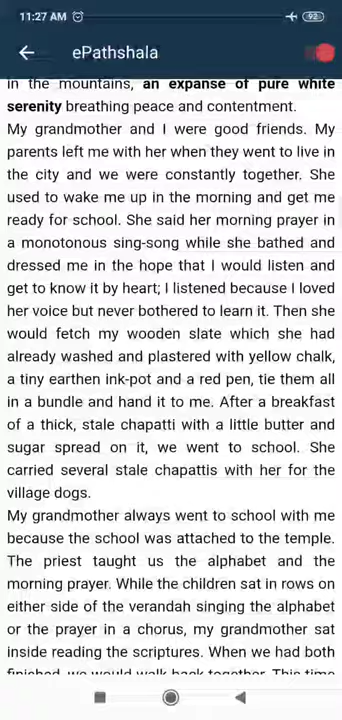 11:27 AM
92
ePathshala
in the mountains, an expanse of pure white
serenity breathing peace and contentment.
My grandmother and I were good friends. My
parents left me with her when they went to live in
the city and we were constantly together. She
used to wake me up in the morning and get me
ready for school. She said her morning prayer in
a monotonous sing-song while she bathed and
dressed me in the hope that I would listen and
get to know it by heart; I listened because I loved
her voice but never bothered to learn it. Then she
would fetch my wooden slate which she had
already washed and plastered with yellow chalk,
a tiny earthen ink-pot and a red pen, tie them all
in a bundle and hand it to me. After a breakfast
of a thick, stale chapatti with a little butter and
sugar spread on it, we went to school. She
carried several stale chapattis with her for the
village dogs.
My grandmother always went to school with me
because the school was attached to the temple.
The priest taught us the alphabet and the
morning prayer. While the children sat in rows on
either side of the verandah singing the alphabet
or the prayer in a chorus, my grandmother sat
inside reading the scriptures. When we had both
finished, we would walk back together. This time